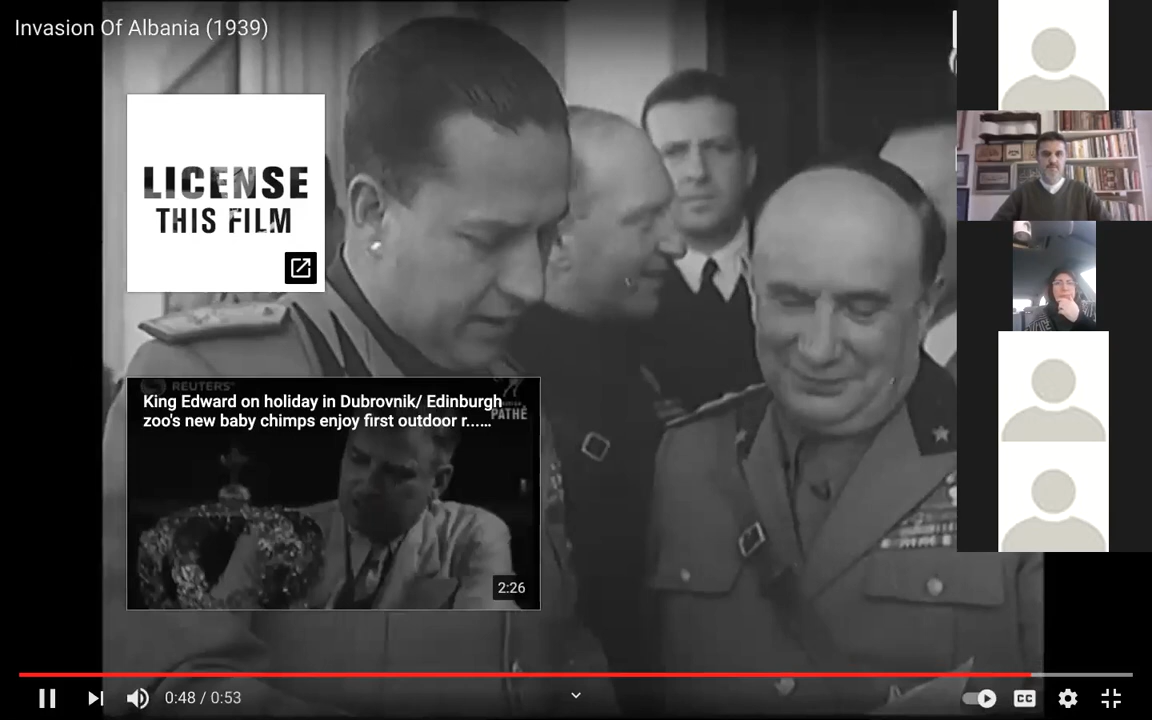 Invasion Of Albania (1939)
LICENSE
THIS FILM
REUTERS
King Edward on holiday in Dubrovnik/ Edinburgh
zoo's new baby chimps enjoy first outdoor r...…
PATHÉ
2:26
0:48 / 0:53
CC